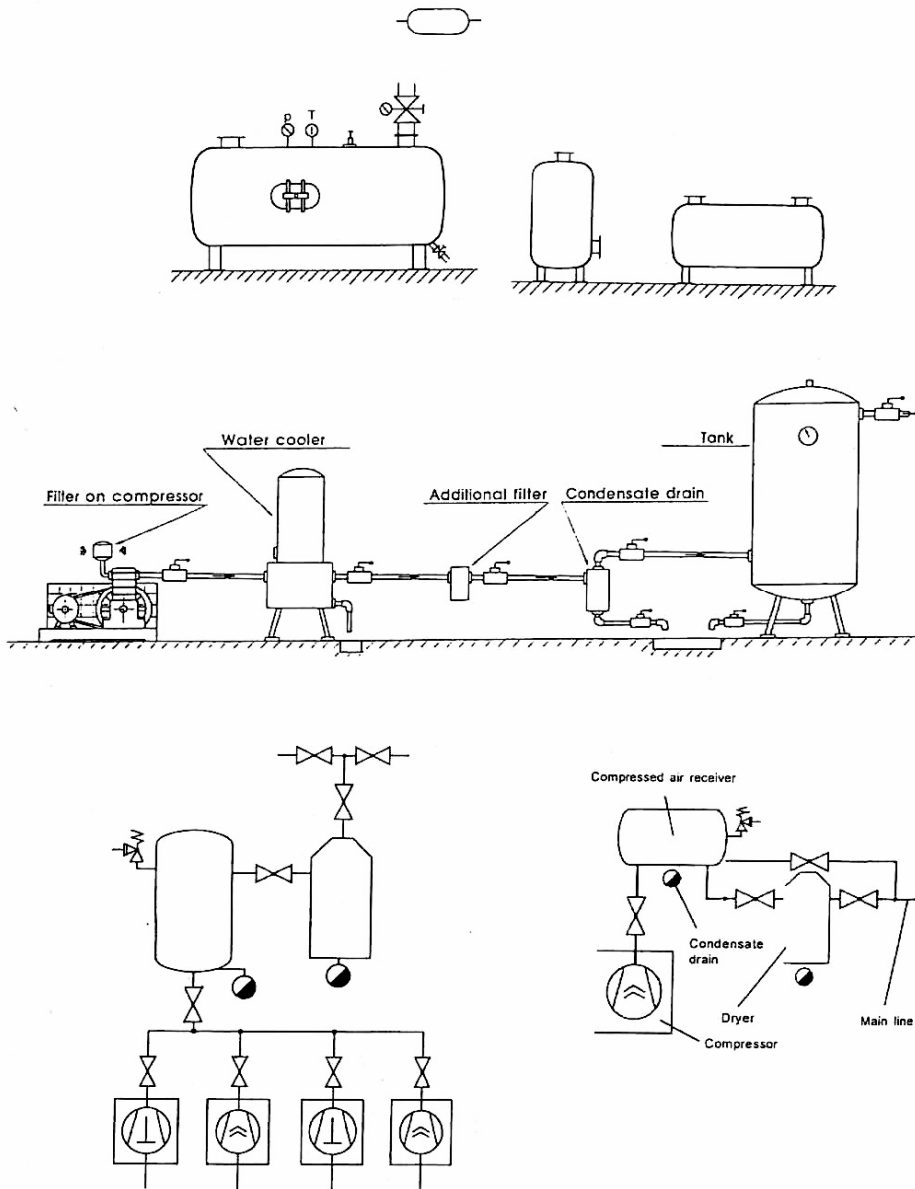 p T
Water cooler
Tank
Filter on compressor
Additional filter
Condensate drain
Compressed air receiver
Condensate
drain
Dryer
Main line
Compressor